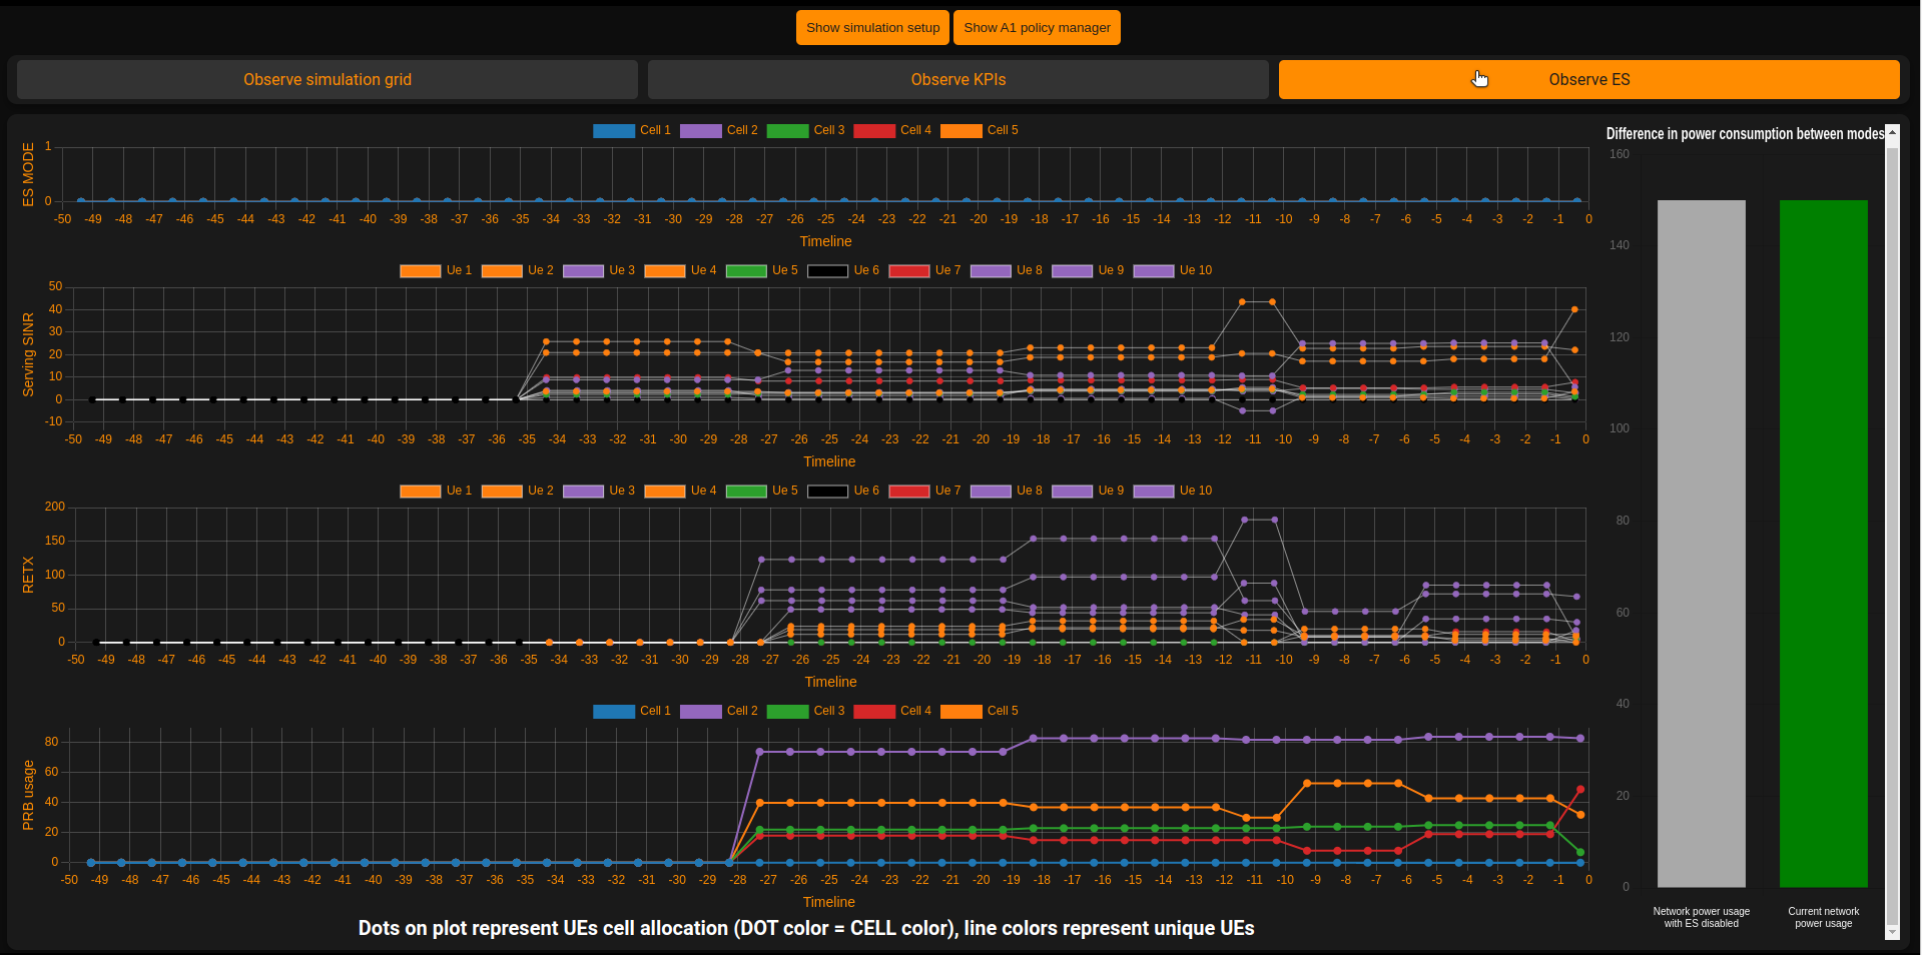 Show simulation setup Show A1 policy manager
Observe simulation grid Observe KPIs Observe ES
Cell 1 Cell 2 Cell 3 Cell 4 Cell 5
ES MODE
1
0
-50 -49 -48 -47 -46 -45 -44 -43 -42 -41 -40 -39 -38 -37 -36 -35 -34 -33 -32 -31 -30 -29 -28 -27 -26 -25 -24 -23 -22 -21 -20 -19 -18 -17 -16 -15 -14 -13 -12 -11 -10 -9 -8 -7 -6 -5 -4 -3 -2 -1 0
Timeline
Ue 1 Ue 2 Ue 3 Ue 4 Ue 5 Ue 6 Ue 7 Ue 8 Ue 9 Ue 10
Serving SINR
50
40
30
20
10
0
-10
-50 -49 -48 -47 -46 -45 -44 -43 -42 -41 -40 -39 -38 -37 -36 -35 -34 -33 -32 -31 -30 -29 -28 -27 -26 -25 -24 -23 -22 -21 -20 -19 -18 -17 -16 -15 -14 -13 -12 -11 -10 -9 -8 -7 -6 -5 -4 -3 -2 -1 0
Timeline
Ue 1 Ue 2 Ue 3 Ue 4 Ue 5 Ue 6 Ue 7 Ue 8 Ue 9 Ue 10
RETX
200
150
100
50
0
-50 -49 -48 -47 -46 -45 -44 -43 -42 -41 -40 -39 -38 -37 -36 -35 -34 -33 -32 -31 -30 -29 -28 -27 -26 -25 -24 -23 -22 -21 -20 -19 -18 -17 -16 -15 -14 -13 -12 -11 -10 -9 -8 -7 -6 -5 -4 -3 -2 -1 0
Timeline
Cell 1 Cell 2 Cell 3 Cell 4 Cell 5
PRB usage
80
60
40
20
0
-50 -49 -48 -47 -46 -45 -44 -43 -42 -41 -40 -39 -38 -37 -36 -35 -34 -33 -32 -31 -30 -29 -28 -27 -26 -25 -24 -23 -22 -21 -20 -19 -18 -17 -16 -15 -14 -13 -12 -11 -10 -9 -8 -7 -6 -5 -4 -3 -2 -1 0
Timeline
Dots on plot represent UEs cell allocation (DOT color = CELL color), line colors represent unique UEs
Difference in power consumption between modes
160
140
120
100
80
60
40
20
0
Network power usage
with ES disabled
Current network
power usage